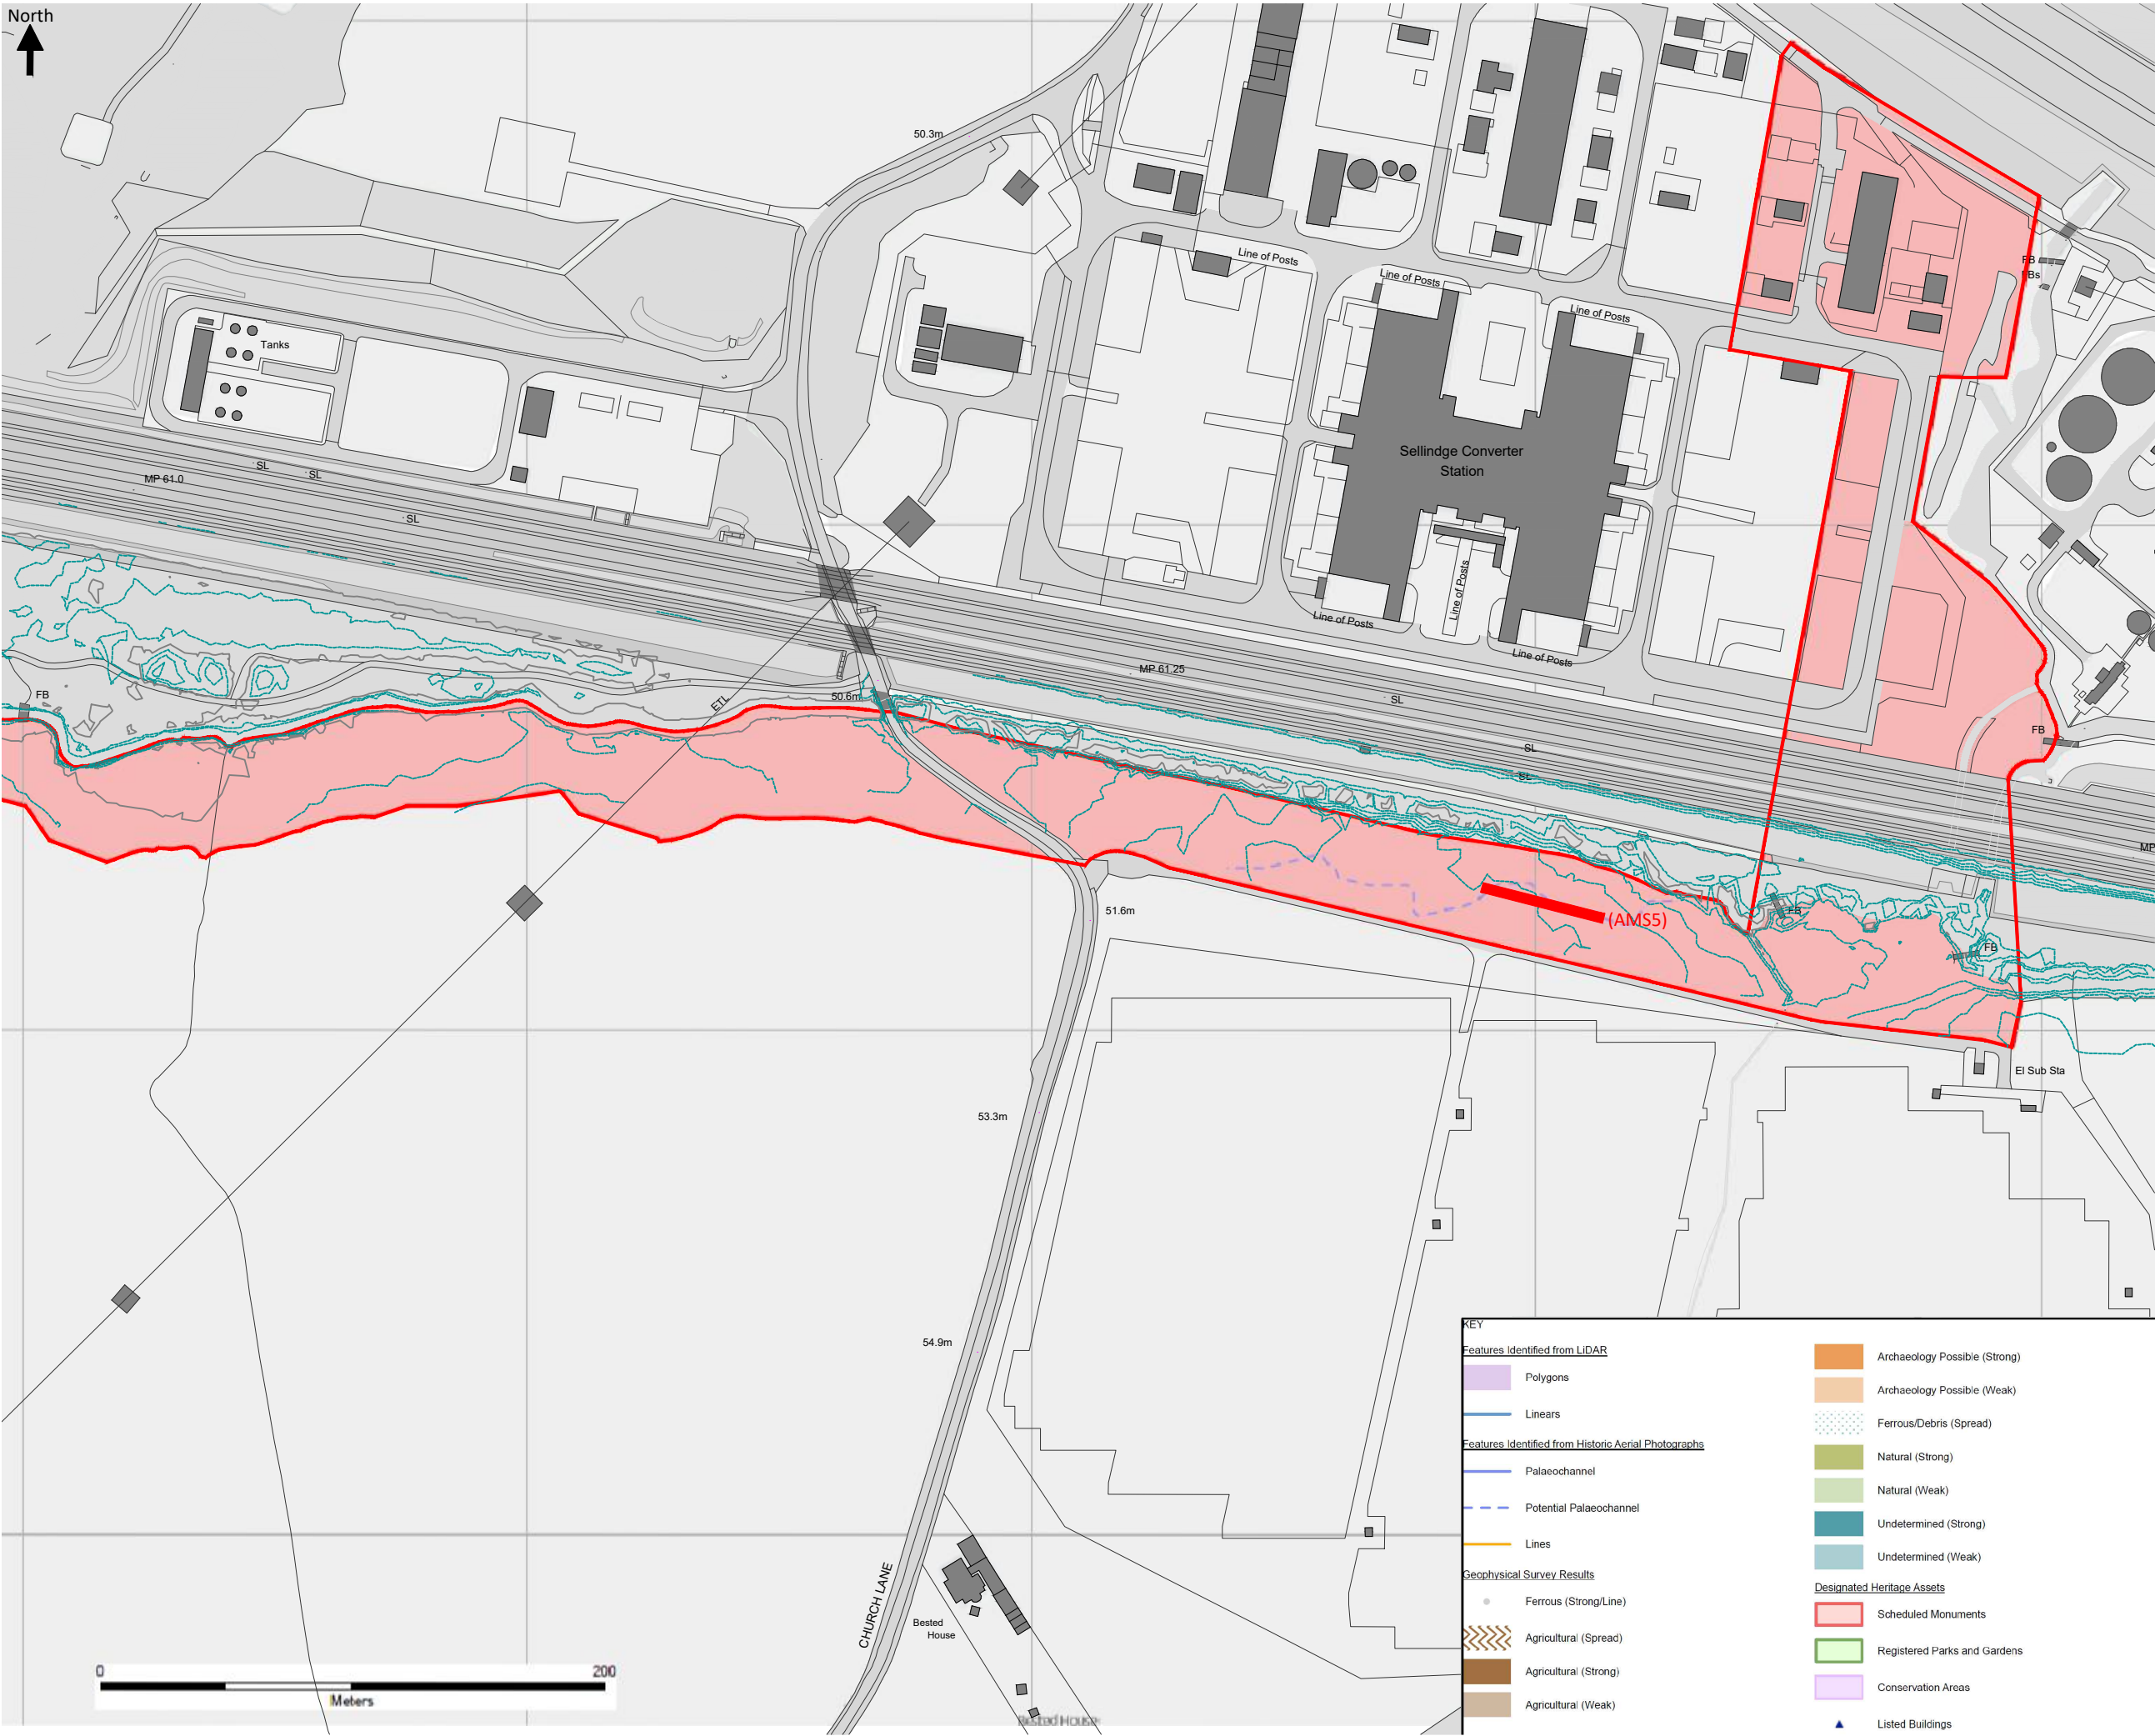 North
50.3m
Line of Posts
Line of Posts
Line of Posts
FB
FBs
Tanks
Sellindge Converter
Station
SL
SL
MP 61.0
SL
Line of Posts
Line of Posts
Line of Posts
MP 61.25
SL
50.6m
ETL
FB
FB
SL
SL
MP
51.6m
(AMS5)
FB
FB
El Sub Sta
53.3m
54.9m
CHURCH LANE
Bested
House
Bested House
0
200
Meters
KEY
Features Identified from LiDAR
Polygons
Linears
Features Identified from Historic Aerial Photographs
Palaeochannel
Potential Palaeochannel
Lines
Geophysical Survey Results
Ferrous (Strong/Line)
Agricultural (Spread)
Agricultural (Strong)
Agricultural (Weak)
Archaeology Possible (Strong)
Archaeology Possible (Weak)
Ferrous/Debris (Spread)
Natural (Strong)
Natural (Weak)
Undetermined (Strong)
Undetermined (Weak)
Designated Heritage Assets
Scheduled Monuments
Registered Parks and Gardens
Conservation Areas
Listed Buildings